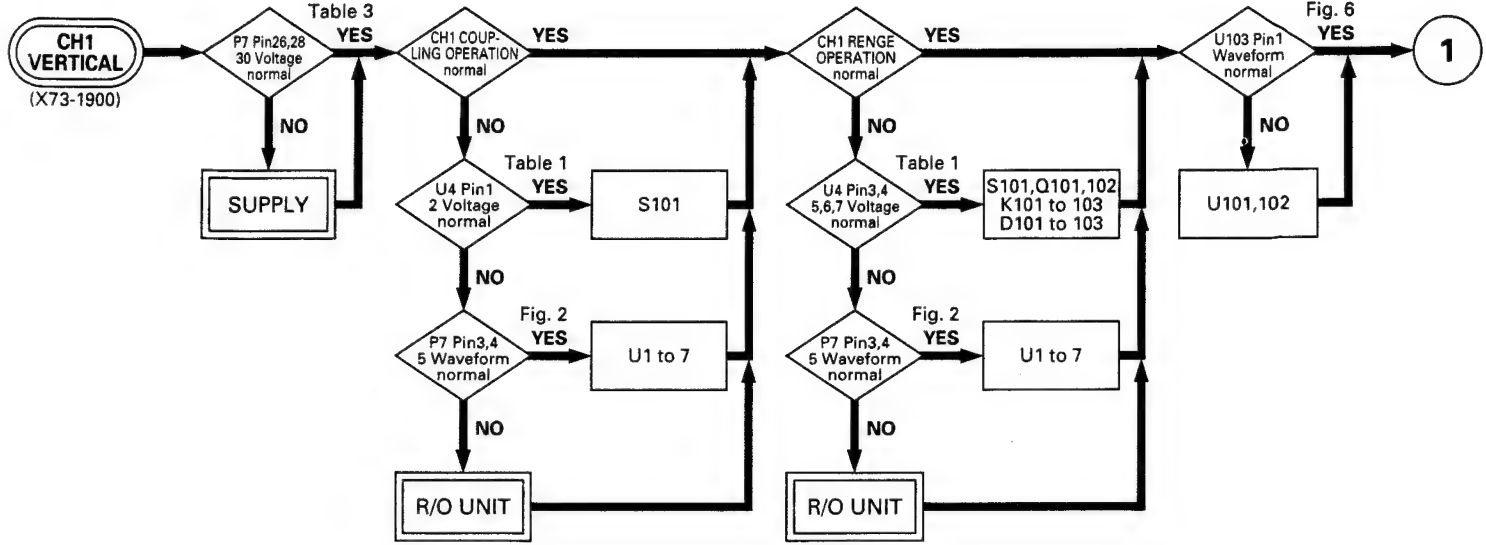 CH1
VERTICAL
(X73-1900)
P7 Pin26,28
30 Voltage
normal
Table 3
YES
NO
SUPPLY
CH1 COUP-
LING OPERATION
normal
YES
NO
U4 Pin1
2 Voltage
normal
Table 1
YES
S101
NO
P7 Pin3,4
5 Waveform
normal
Fig. 2
YES
U1 to 7
NO
R/O UNIT
CH1 RENGE
OPERATION
normal
YES
NO
U4 Pin3,4
5,6,7 Voltage
normal
Table 1
YES
S101,Q101,102
K101 to 103
D101 to 103
NO
P7 Pin3,4
5 Waveform
normal
Fig. 2
YES
U1 to 7
NO
R/O UNIT
U103 Pin1
Waveform
normal
Fig. 6
YES
NO
U101,102
1